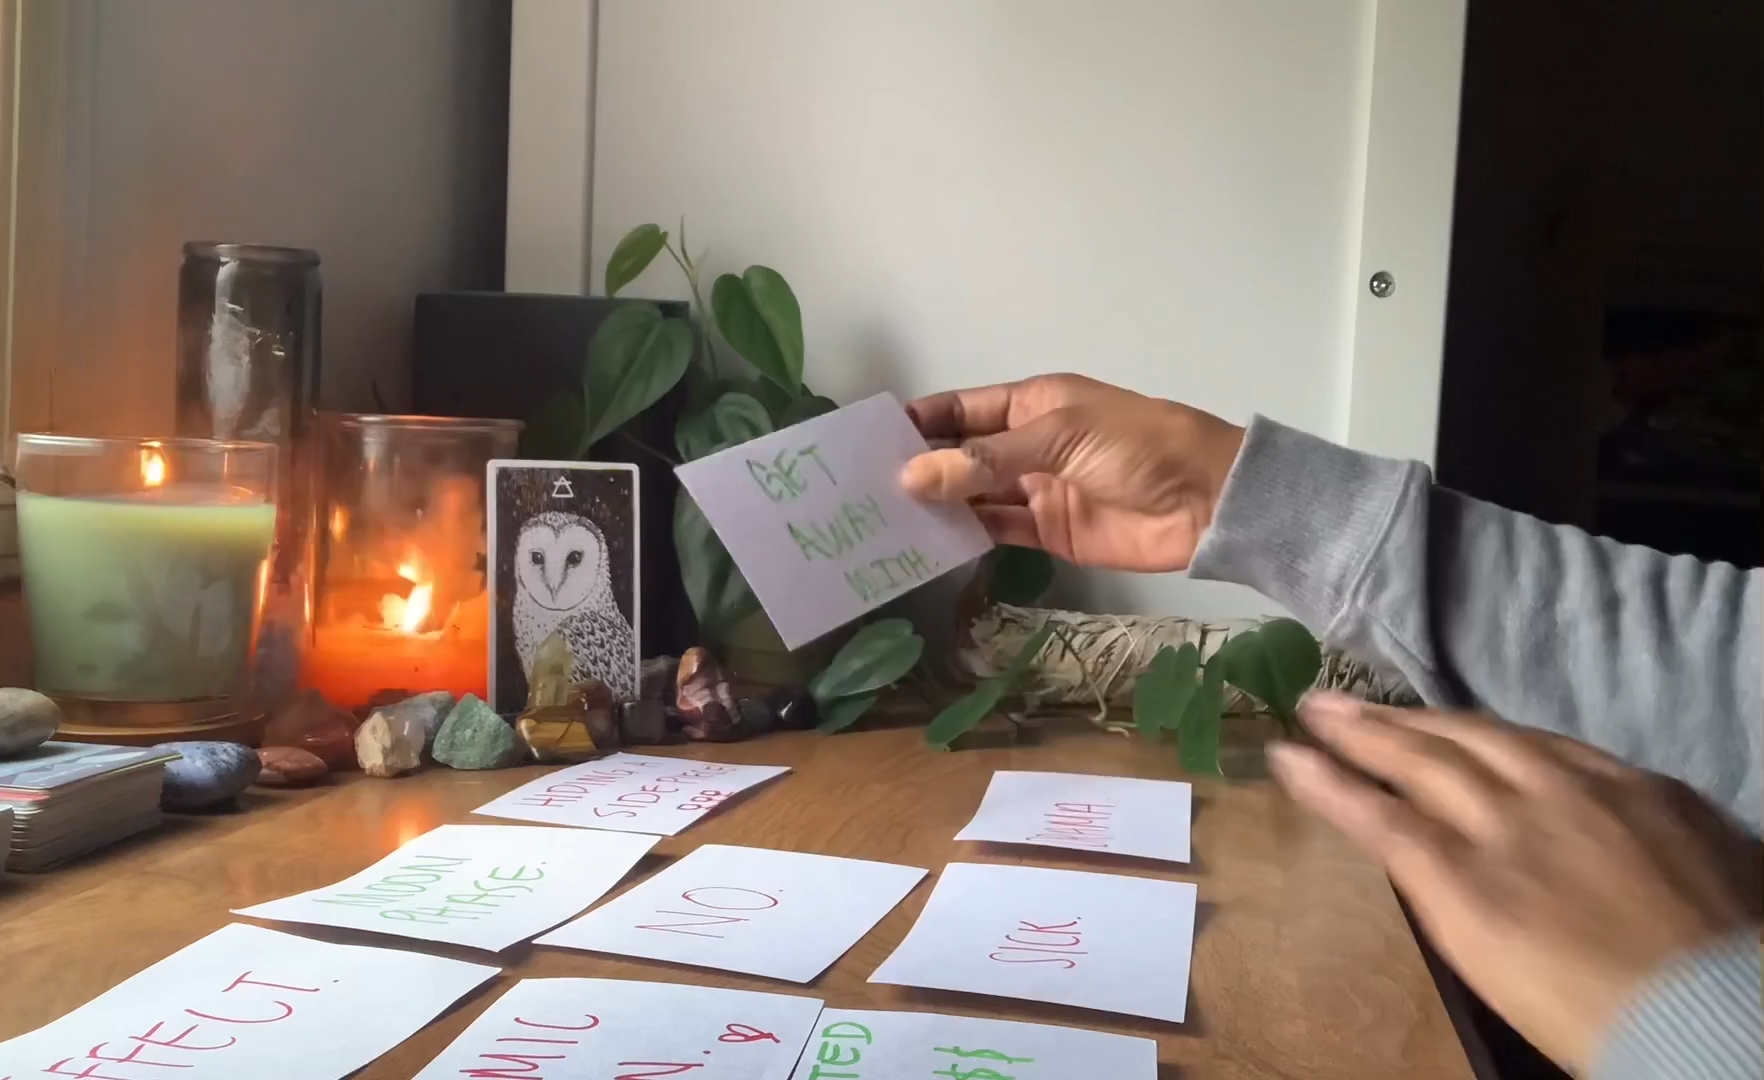 GET
AWAY
WITH.
HIDING A
SIDEPIECE
MOON
PHASE.
NO.
SICK.
FFECT.
MIC
N.
TED
$$